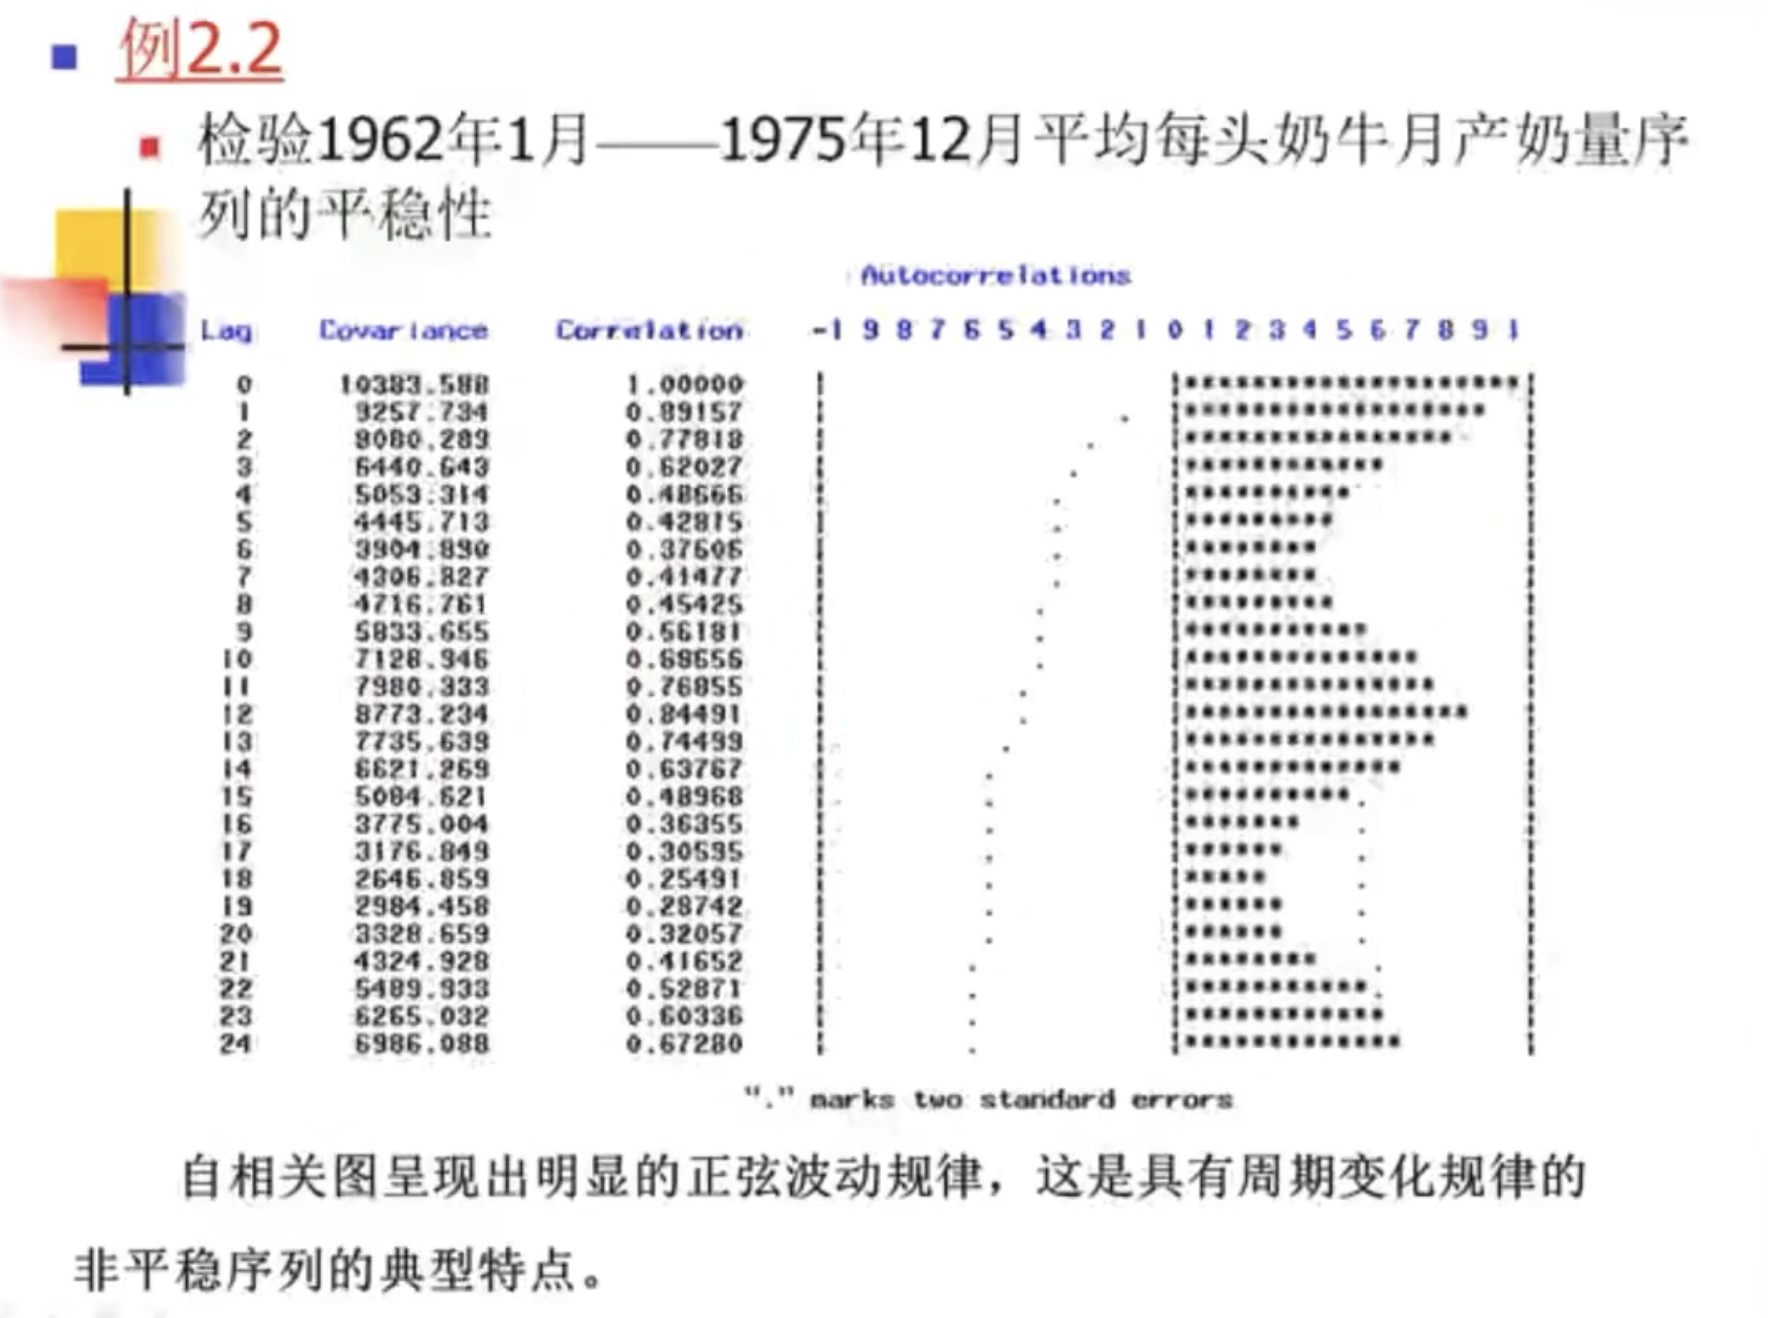 例2.2
检验1962年1月——1975年12月平均每头奶牛月产奶量序
列的平稳性
Autocorrelations
Lag Covariance Correlation -1 9 8 7 6 5 4 3 2 1 0 1 2 3 4 5 6 7 8 9 1
0 10383.588 1.00000 | |********************|
1 9257.734 0.89157 | . |****************** |
2 8080.289 0.77818 | . |**************** |
3 6440.643 0.62027 | . |************ |
4 5053.314 0.48666 | . |********** |
5 4445.713 0.42815 | . |********* |
6 3904.890 0.37606 | . |******** |
7 4306.827 0.41477 | . |******** |
8 4716.761 0.45425 | . |********* |
9 5833.655 0.56181 | . |*********** |
10 7128.946 0.68656 | . |************** |
11 7980.333 0.76855 | . |*************** |
12 8773.234 0.84491 | . |***************** |
13 7735.639 0.74499 | . |*************** |
14 6621.269 0.63767 | . |************* |
15 5084.621 0.48968 | . |********** . |
16 3775.004 0.36355 | . |******* . |
17 3176.849 0.30595 | . |****** . |
18 2646.859 0.25491 | . |***** . |
19 2984.458 0.28742 | . |****** . |
20 3328.659 0.32057 | . |****** . |
21 4324.928 0.41652 | . |******** . |
22 5489.933 0.52871 | . |***********. |
23 6265.032 0.60336 | . |************ |
24 6986.088 0.67280 | . |************* |
"." marks two standard errors
自相关图呈现出明显的正弦波动规律，这是具有周期变化规律的
非平稳序列的典型特点。